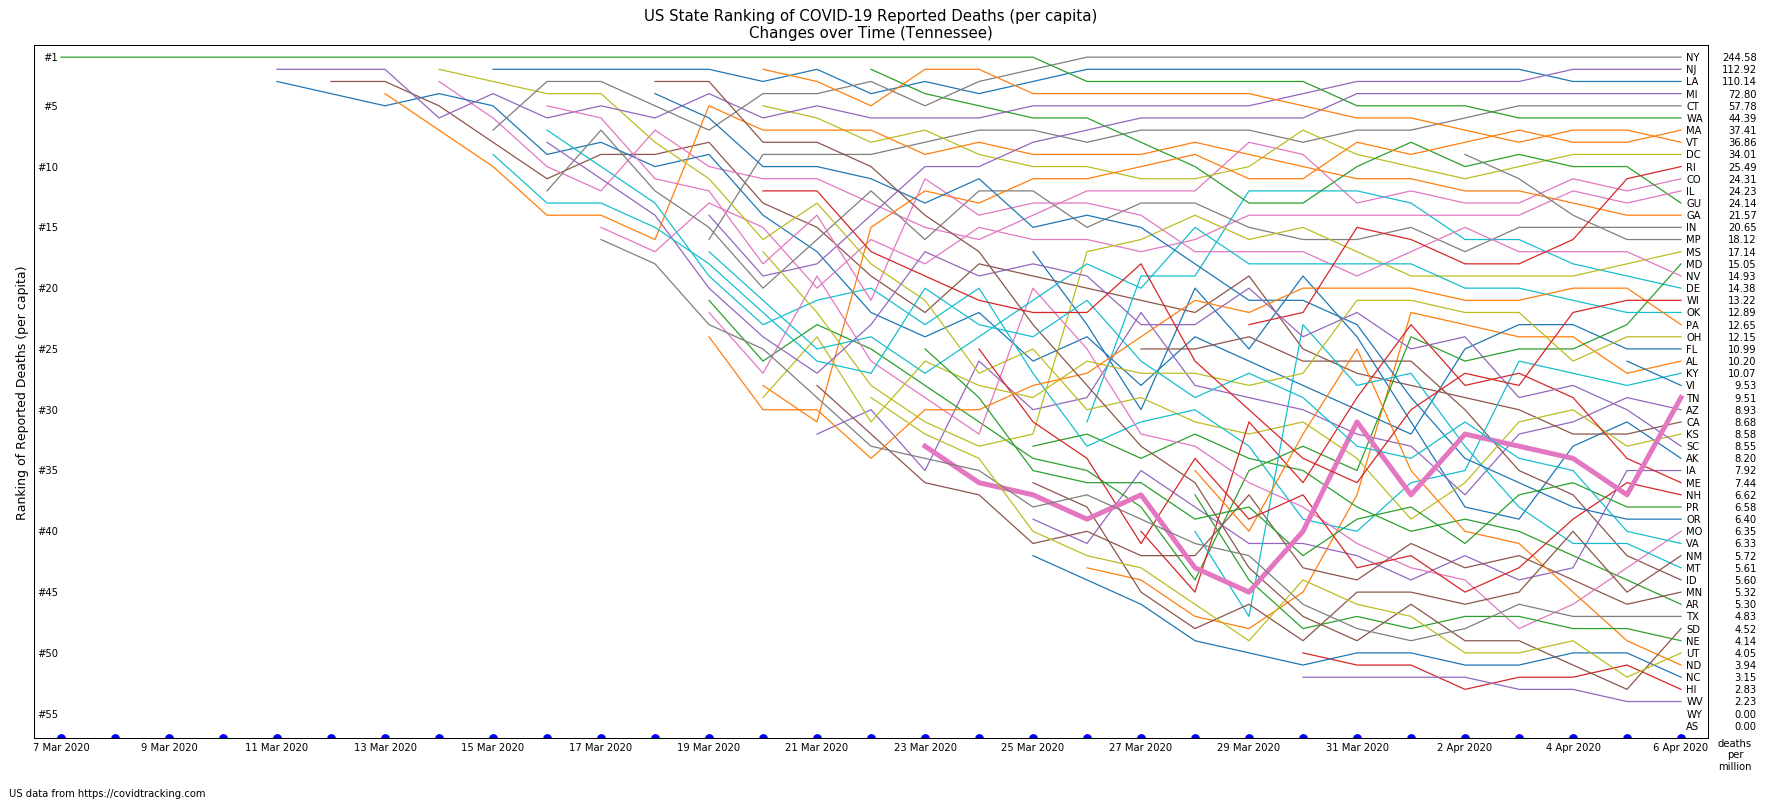 US State Ranking of COVID-19 Reported Deaths (per capita)
Changes over Time (Tennessee)
Ranking of Reported Deaths (per capita)
#1
#5
#10
#15
#20
#25
#30
#35
#40
#45
#50
#55
NY 244.58
NJ 112.92
LA 110.14
MI 72.80
CT 57.78
WA 44.39
MA 37.41
VT 36.86
DC 34.01
RI 25.49
CO 24.31
IL 24.23
GU 24.14
GA 21.57
IN 20.65
MP 18.12
MS 17.14
MD 15.05
NV 14.93
DE 14.38
WI 13.22
OK 12.89
PA 12.65
OH 12.15
FL 10.99
AL 10.20
KY 10.07
VI 9.53
TN 9.51
AZ 8.93
CA 8.68
KS 8.58
SC 8.55
AK 8.20
IA 7.92
ME 7.44
NH 6.62
PR 6.58
OR 6.40
MO 6.35
VA 6.33
NM 5.72
MT 5.61
ID 5.60
MN 5.32
AR 5.30
TX 4.83
SD 4.52
NE 4.14
UT 4.05
ND 3.94
NC 3.15
HI 2.83
WV 2.23
WY 0.00
AS 0.00
7 Mar 2020 9 Mar 2020 11 Mar 2020 13 Mar 2020 15 Mar 2020 17 Mar 2020 19 Mar 2020 21 Mar 2020 23 Mar 2020 25 Mar 2020 27 Mar 2020 29 Mar 2020 31 Mar 2020 2 Apr 2020 4 Apr 2020 6 Apr 2020
deaths
per
million
US data from https://covidtracking.com